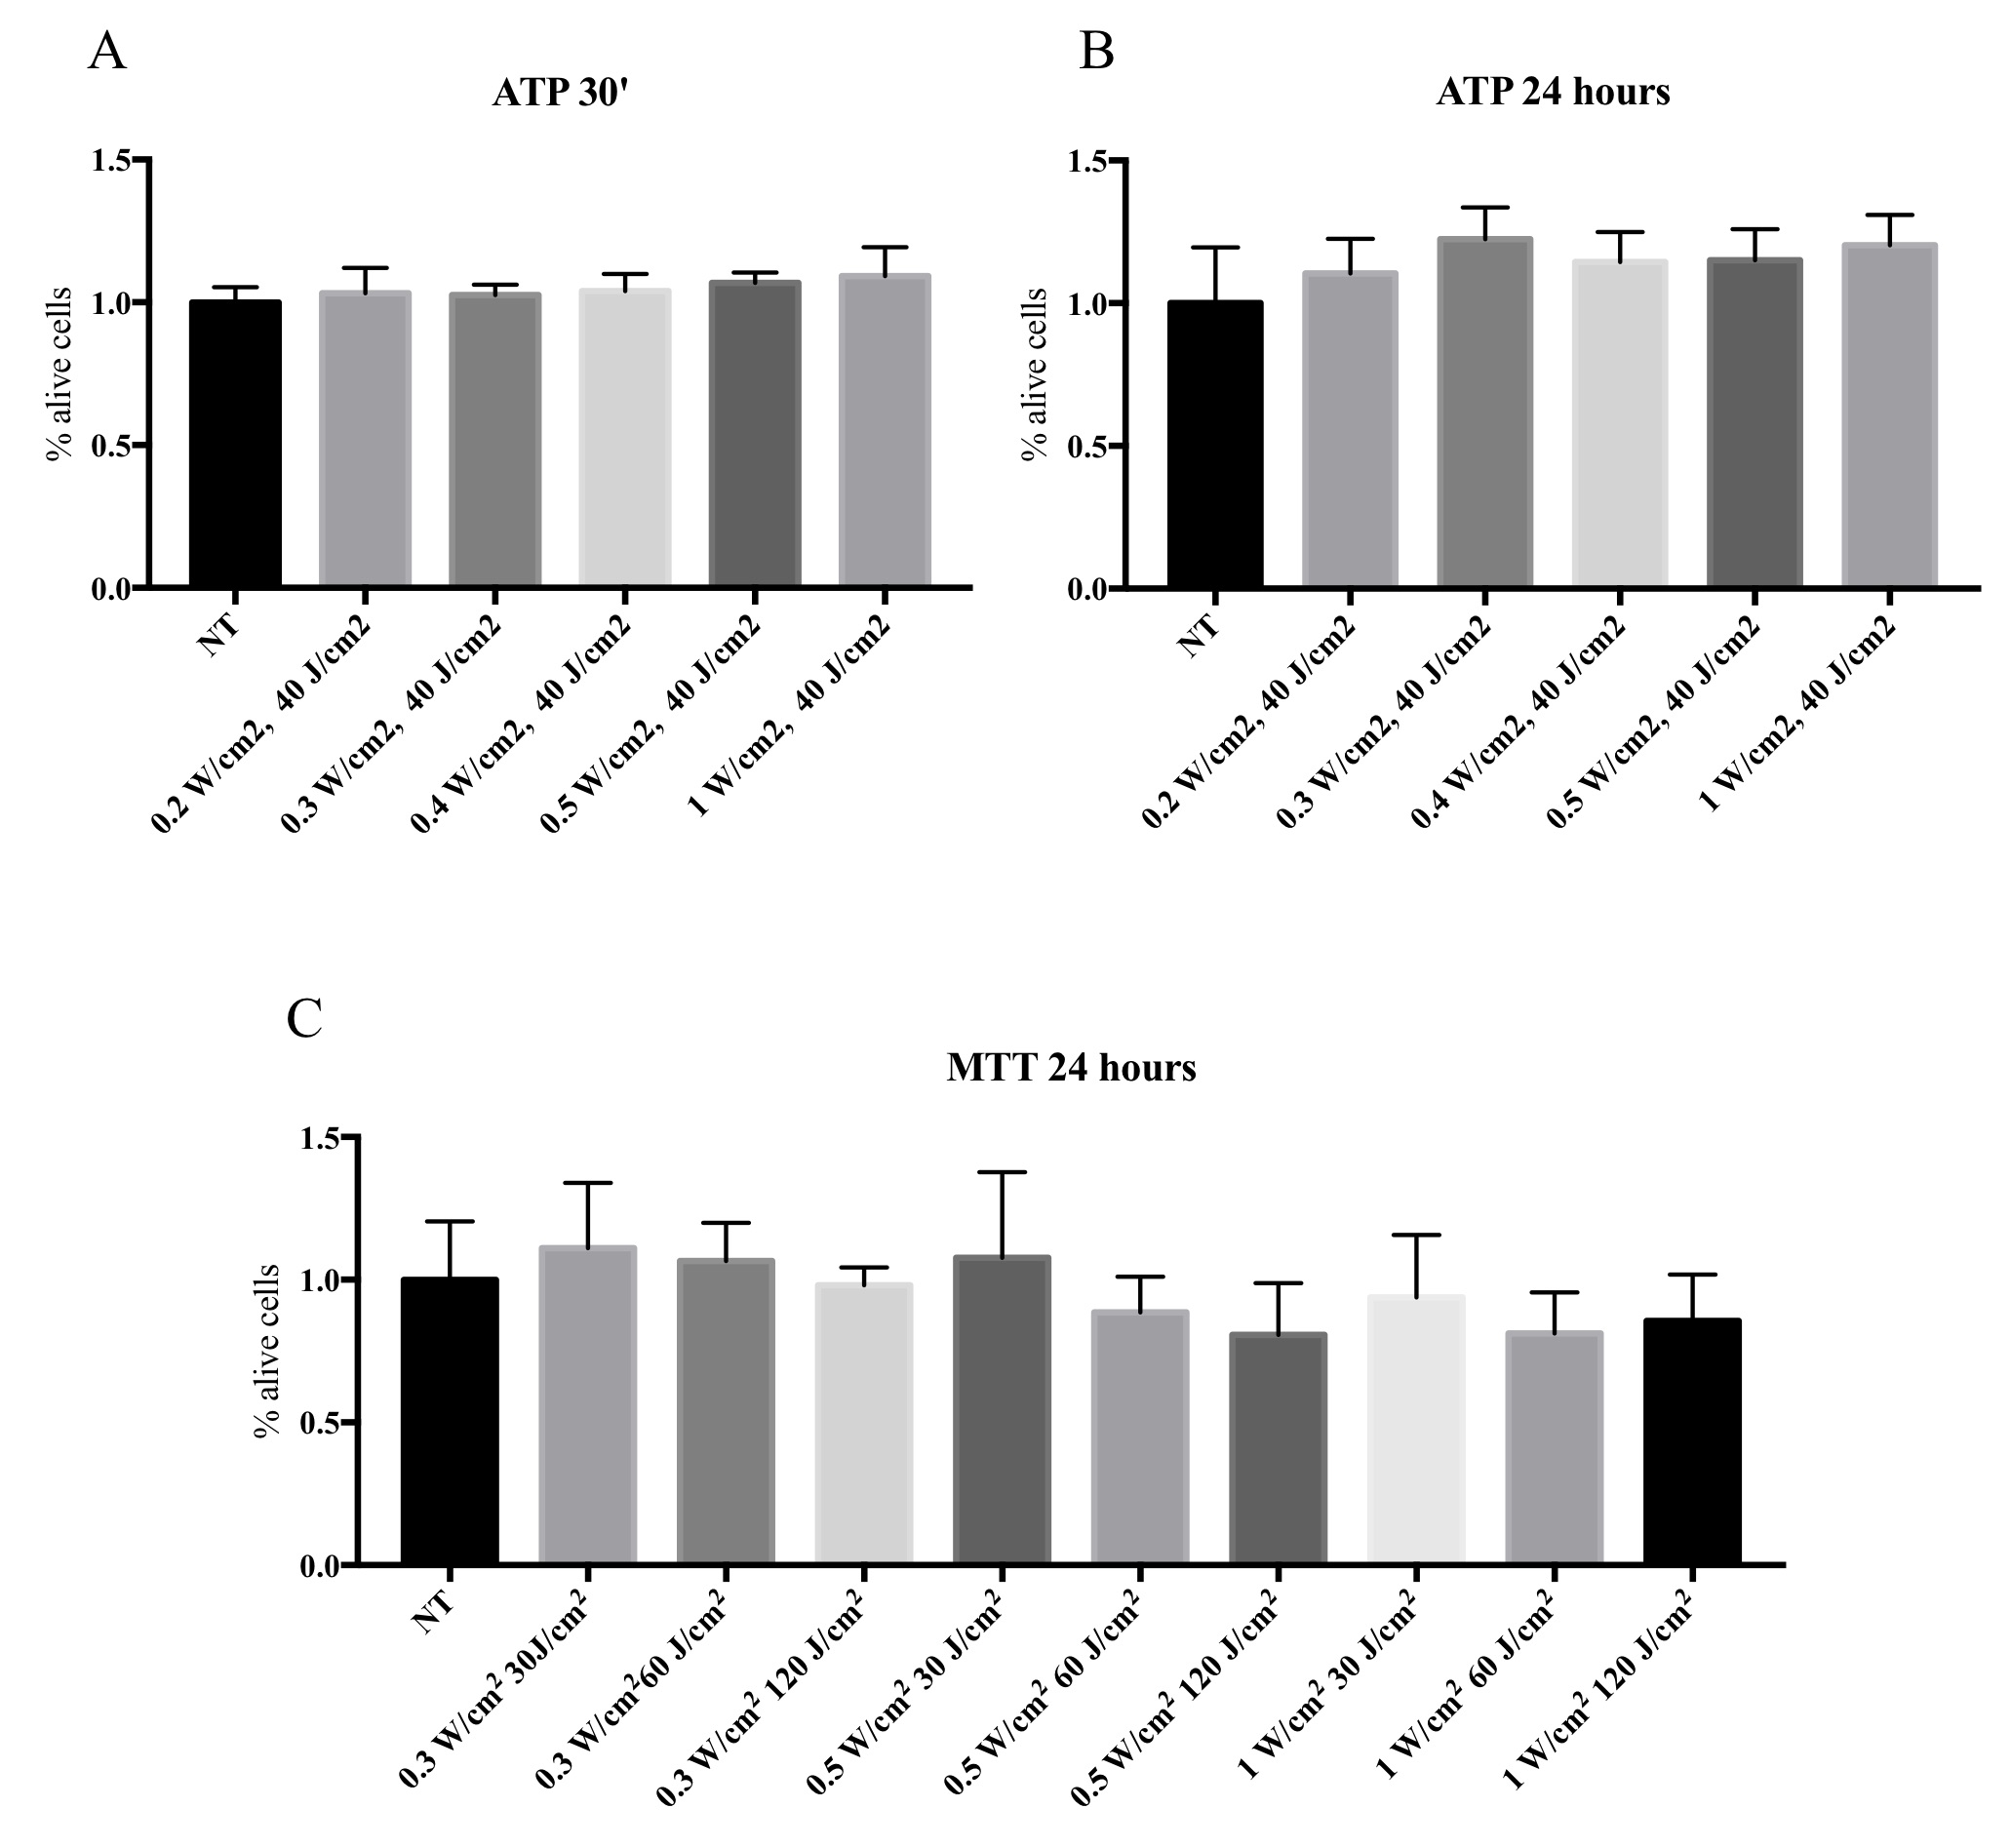 A
ATP 30'
% alive cells
1.5
1.0
0.5
0.0
NT
0.2 W/cm2, 40 J/cm2
0.3 W/cm2, 40 J/cm2
0.4 W/cm2, 40 J/cm2
0.5 W/cm2, 40 J/cm2
1 W/cm2, 40 J/cm2
B
ATP 24 hours
% alive cells
1.5
1.0
0.5
0.0
NT
0.2 W/cm2, 40 J/cm2
0.3 W/cm2, 40 J/cm2
0.4 W/cm2, 40 J/cm2
0.5 W/cm2, 40 J/cm2
1 W/cm2, 40 J/cm2
C
MTT 24 hours
% alive cells
1.5
1.0
0.5
0.0
NT
0.3 W/cm² 30J/cm²
0.3 W/cm²60 J/cm²
0.3 W/cm² 120 J/cm²
0.5 W/cm² 30 J/cm²
0.5 W/cm² 60 J/cm²
0.5 W/cm² 120 J/cm²
1 W/cm² 30 J/cm²
1 W/cm² 60 J/cm²
1 W/cm² 120 J/cm²